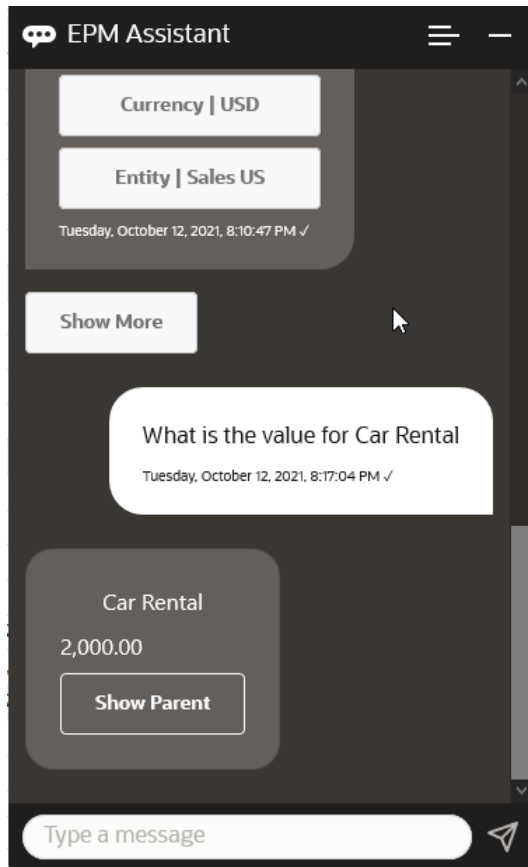 EPM Assistant
Currency | USD
Entity | Sales US
Tuesday, October 12, 2021, 8:10:47 PM ✓
Show More
What is the value for Car Rental
Tuesday, October 12, 2021, 8:17:04 PM ✓
Car Rental
2,000.00
Show Parent
Type a message